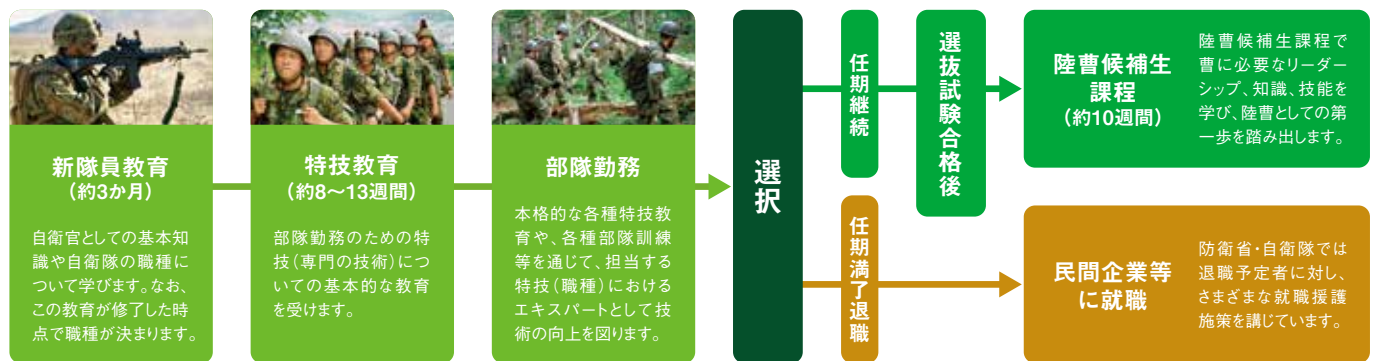 新隊員教育
(約3か月)
自衛官としての基本知
識や自衛隊の職種に
ついて学びます。なお、
この教育が修了した時
点で職種が決まります。
特技教育
(約8〜13週間)
部隊勤務のための特
技(専門の技術)につ
いての基本的な教育
を受けます。
部隊勤務
本格的な各種特技教
育や、各種部隊訓練
等を通じて、担当する
特技(職種)における
エキスパートとして技
術の向上を図ります。
選択
任期継続
選抜試験合格後
陸曹候補生
課程
(約10週間)
陸曹候補生課程で
曹に必要なリーダー
シップ、知識、技能を
学び、陸曹としての第
一歩を踏み出します。
任期満了退職
民間企業等
に就職
防衛省・自衛隊では
退職予定者に対し、
さまざまな就職援護
施策を講じています。